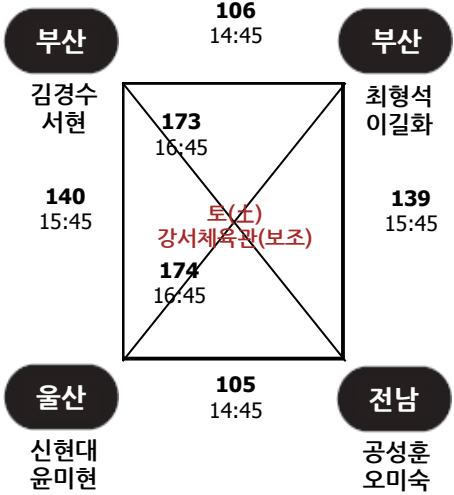 106
14:45
부산
부산
김경수
서현
최형석
이길화
173
16:45
140
15:45
139
15:45
토(土)
강서체육관(보조)
174
16:45
울산
105
14:45
전남
신현대
윤미현
공성훈
오미숙